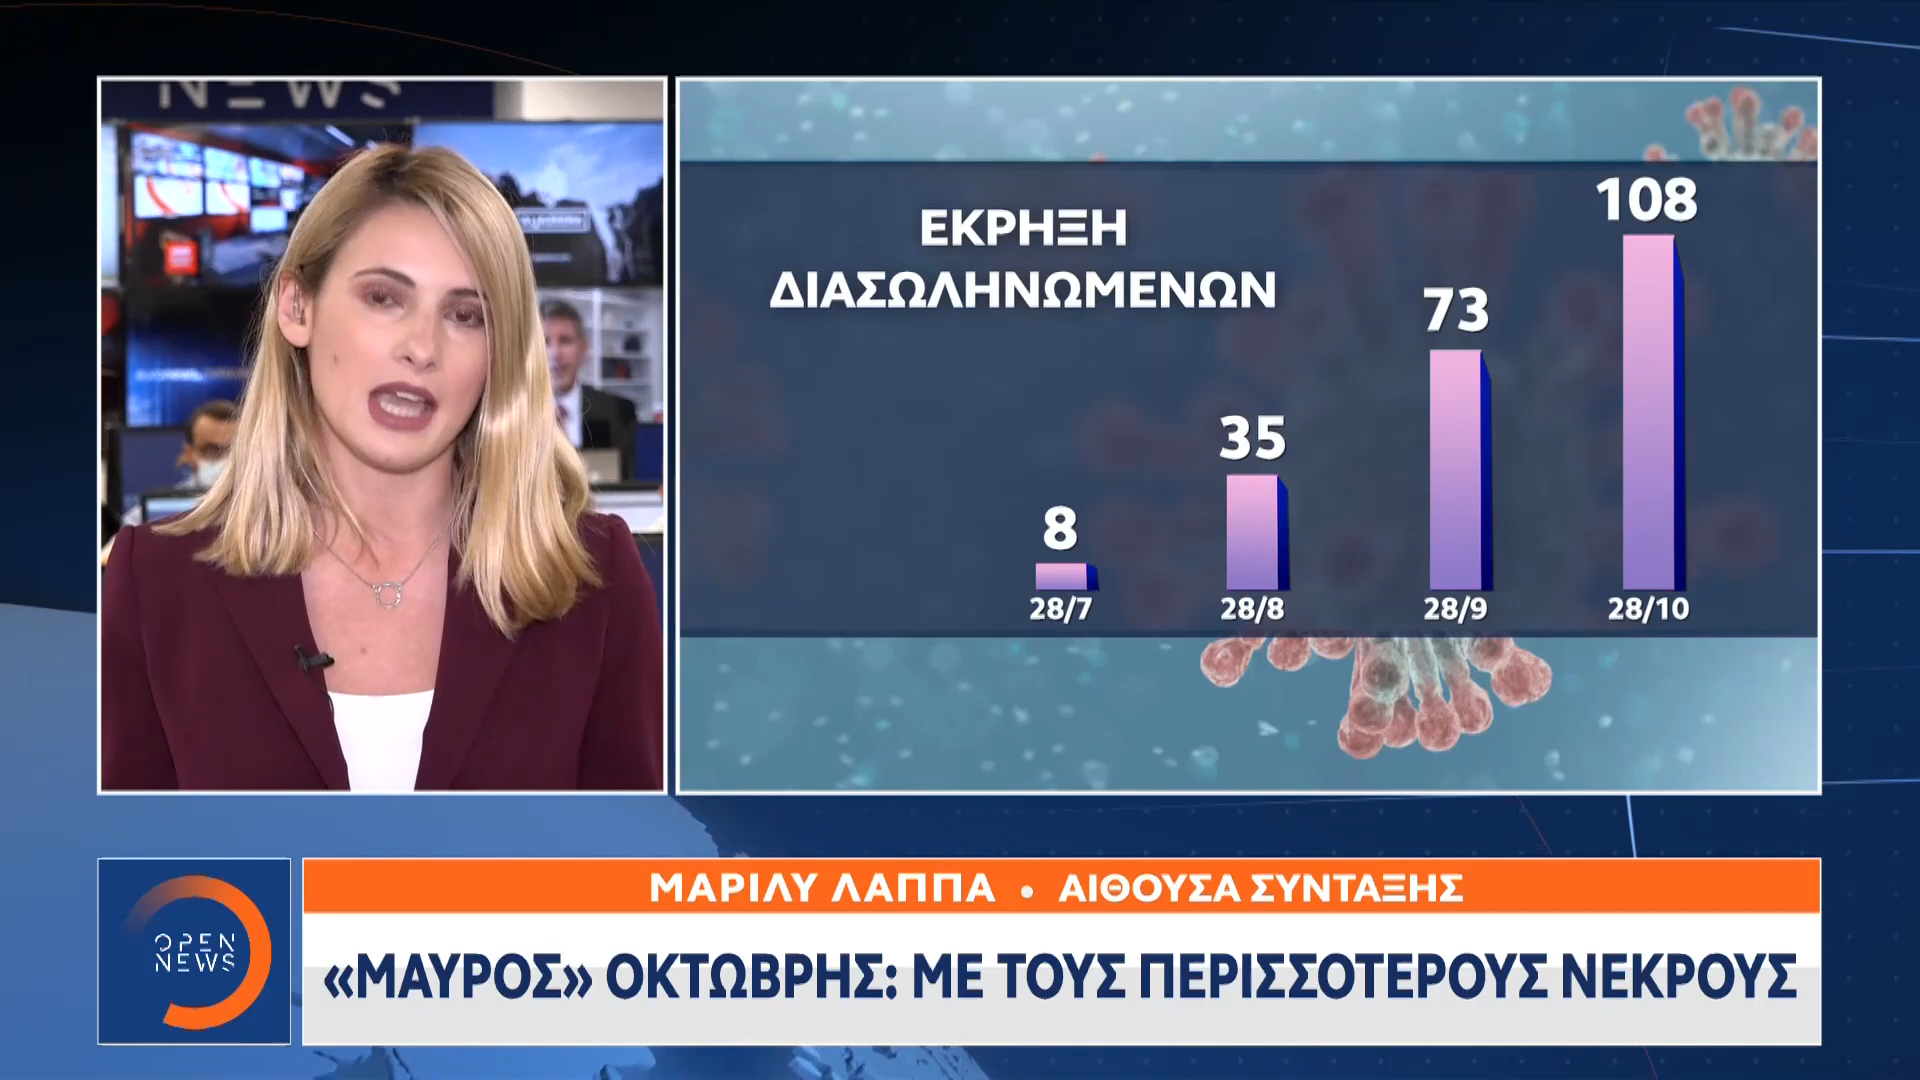 NEWS
ΕΚΡΗΞΗ
ΔΙΑΣΩΛΗΝΩΜΕΝΩΝ
8
35
73
108
28/7
28/8
28/9
28/10
ΜΑΡΙΛΥ ΛΑΠΠΑ • ΑΙΘΟΥΣΑ ΣΥΝΤΑΞΗΣ
OPEN
NEWS
«ΜΑΥΡΟΣ» ΟΚΤΩΒΡΗΣ: ΜΕ ΤΟΥΣ ΠΕΡΙΣΣΟΤΕΡΟΥΣ ΝΕΚΡΟΥΣ